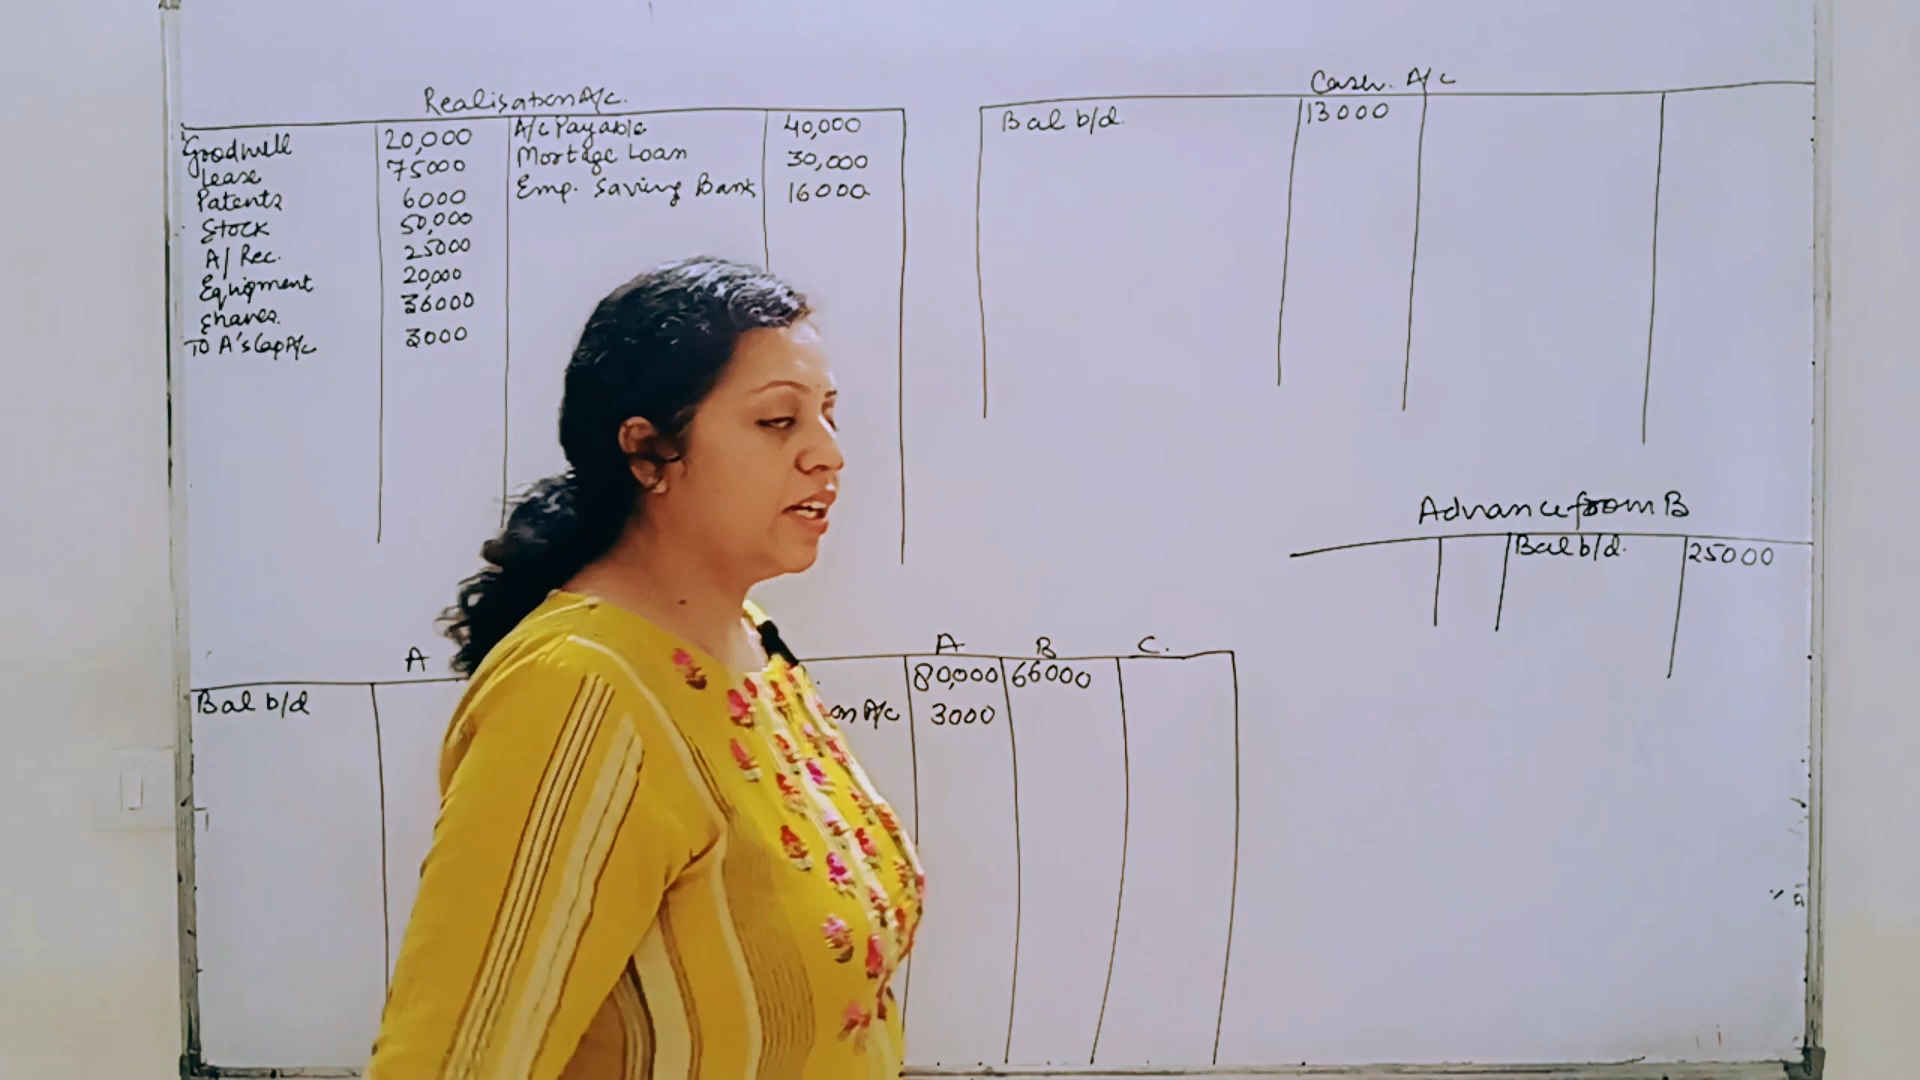 Realisation A/c.
Goodwill 20,000 A/c Payable 40,000
Lease 75000 Mortage Loan 30,000
Patents 6000 Emp. Saving Bank 16000
Stock 50,000
A/ Rec. 25000
Equipment 20,000
Shares. 36000
To A's Cap A/c 3000
Cash. A/c
Bal b/d. 13000
Advance from B
Bal b/d. 25000
A A B C.
Bal b/d 80,000 66000
on A/c 3000